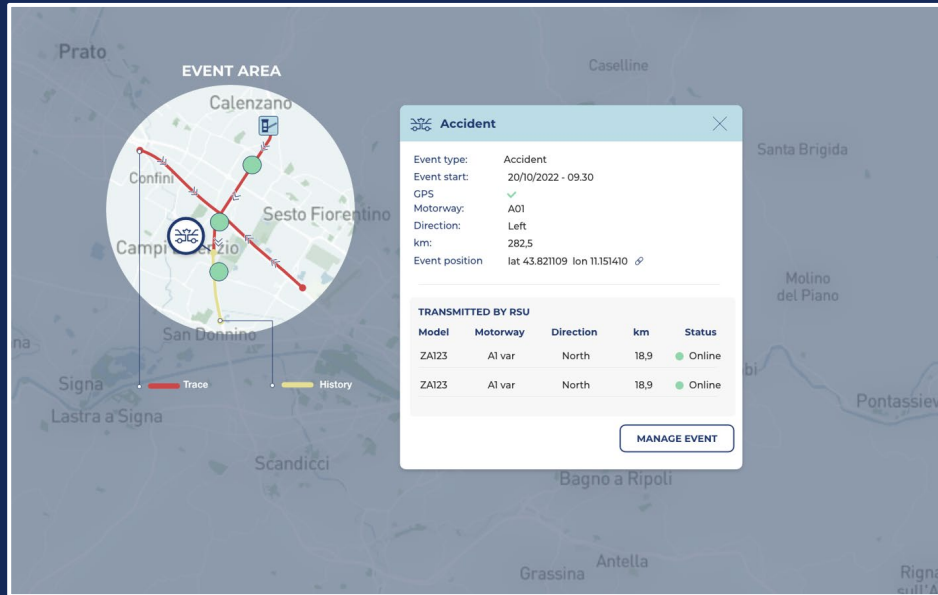 Prato
EVENT AREA
Caselline
Calenzano
Accident
Santa Brigida
Event type: Accident
Event start: 20/10/2022 - 09.30
Confini
GPS
Motorway: A01
Sesto Fiorentino
Direction: Left
km: 282,5
Event position lat 43.821109 lon 11.151410
Molino
del Piano
TRANSMITTED BY RSU
Model Motorway Direction km Status
San Donnino
ZA123 A1 var North 18,9 Online
Signa
Trace
History
ZA123 A1 var North 18,9 Online
Lastra a Signa
MANAGE EVENT
Scandicci
Bagno a Ripoli
Antella
Grassina